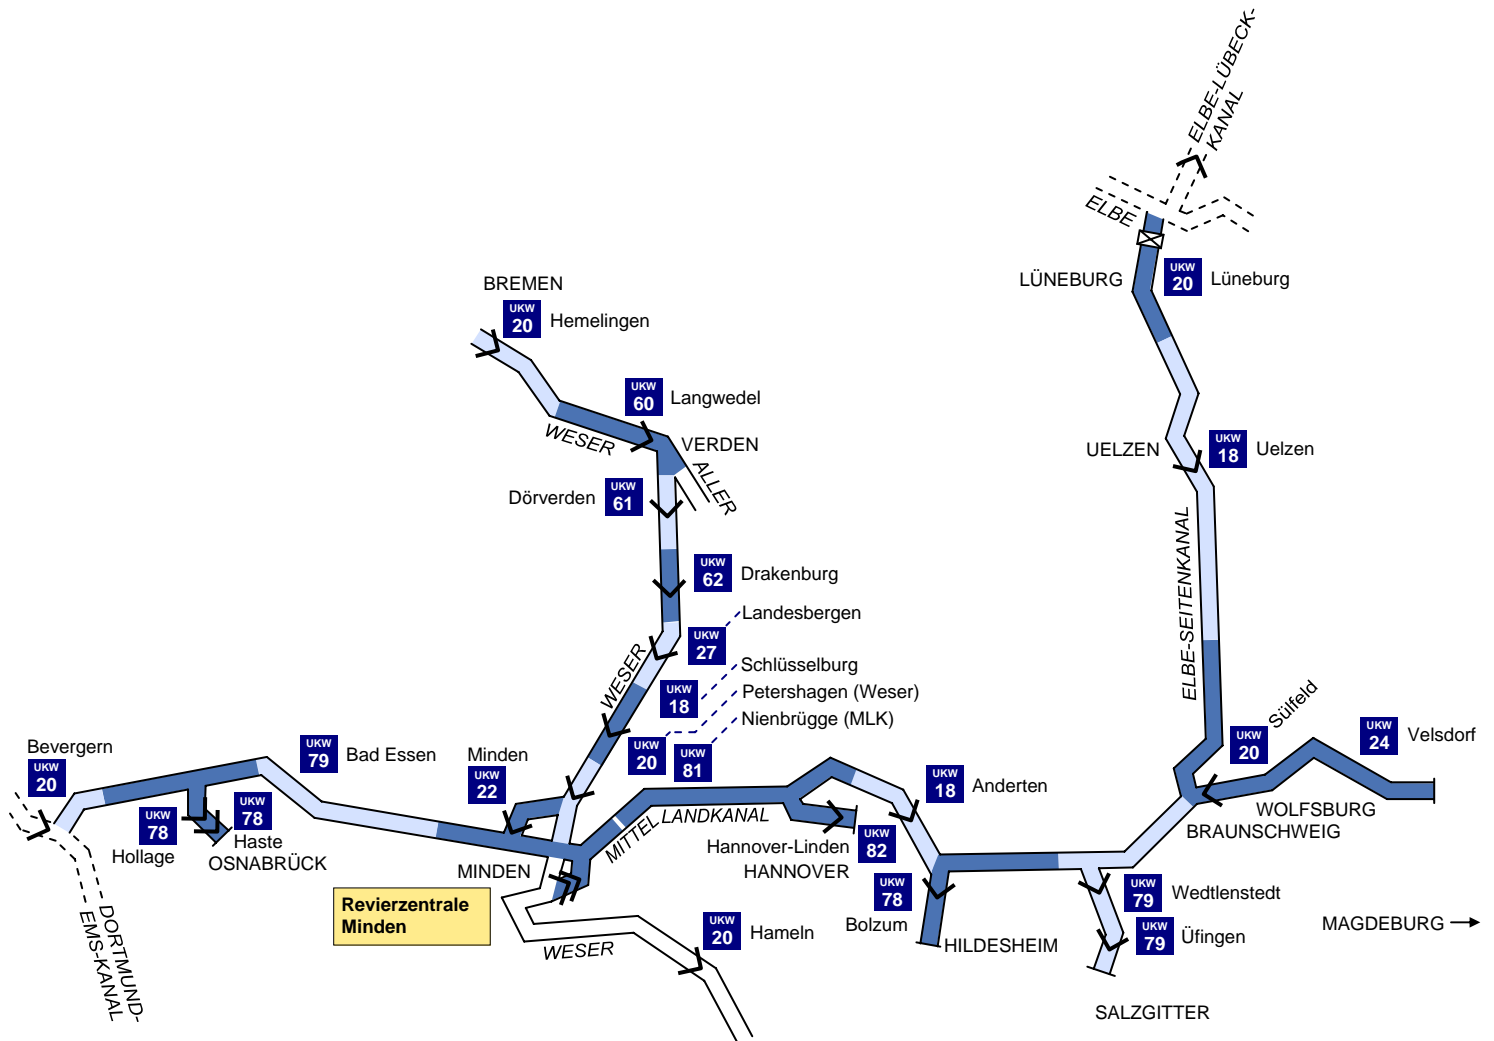 ELBE-LÜBECK-
KANAL
ELBE
LÜNEBURG
UKW
20
Lüneburg
BREMEN
UKW
20
Hemelingen
UKW
60
Langwedel
WESER
VERDEN
ALLER
UELZEN
UKW
18
Uelzen
Dörverden
UKW
61
ELBE-SEITENKANAL
UKW
62
Drakenburg
Landesbergen
UKW
27
WESER
Schlüsselburg
UKW
18
Petershagen (Weser)
UKW
20
Nienbrügge (MLK)
UKW
81
Sülfeld
UKW
20
UKW
24
Velsdorf
Bevergern
UKW
20
UKW
79
Bad Essen
Minden
UKW
22
UKW
18
Anderten
WOLFSBURG
BRAUNSCHWEIG
MITTEL
LANDKANAL
UKW
78
Hollage
UKW
78
Haste
OSNABRÜCK
Hannover-Linden
UKW
82
HANNOVER
MINDEN
Revierzentrale
Minden
UKW
78
Bolzum
HILDESHEIM
UKW
79
Wedtlenstedt
UKW
79
Üfingen
MAGDEBURG
UKW
20
Hameln
WESER
DORTMUND-
EMS-KANAL
SALZGITTER